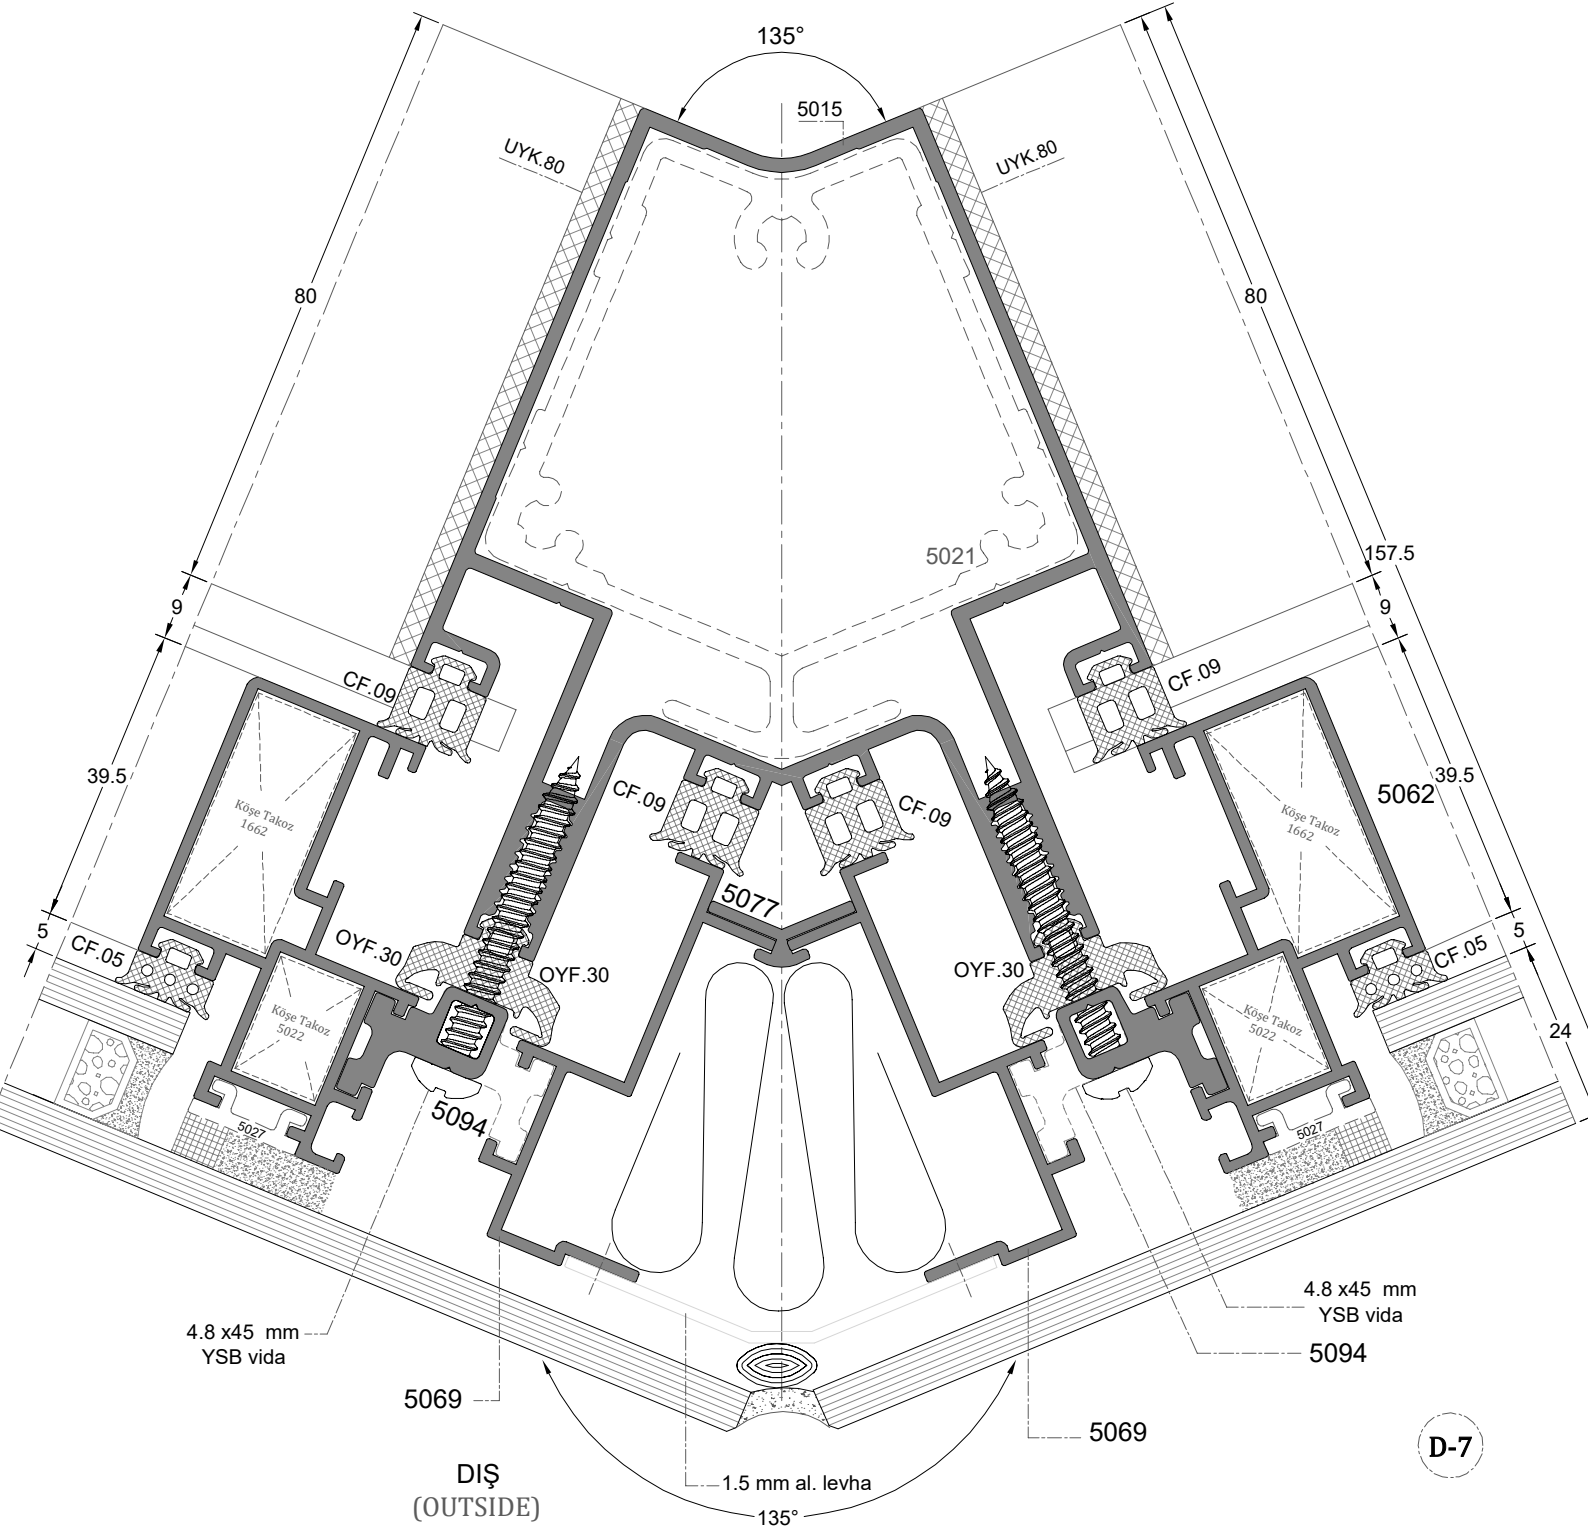 135°
5015
UYK.80
UYK.80
80
80
5021
157.5
9
9
CF.09
CF.09
39.5
39.5
5062
CF.09
CF.09
Köşe Takoz
1662
Köşe Takoz
1662
5077
5
5
CF.05
OYF.30
OYF.30
OYF.30
CF.05
Köşe Takoz
5022
Köşe Takoz
5022
24
5094
5027
5027
4.8 x45 mm
YSB vida
4.8 x45 mm
YSB vida
5094
5069
5069
D-7
DIŞ
(OUTSIDE)
1.5 mm al. levha
135°